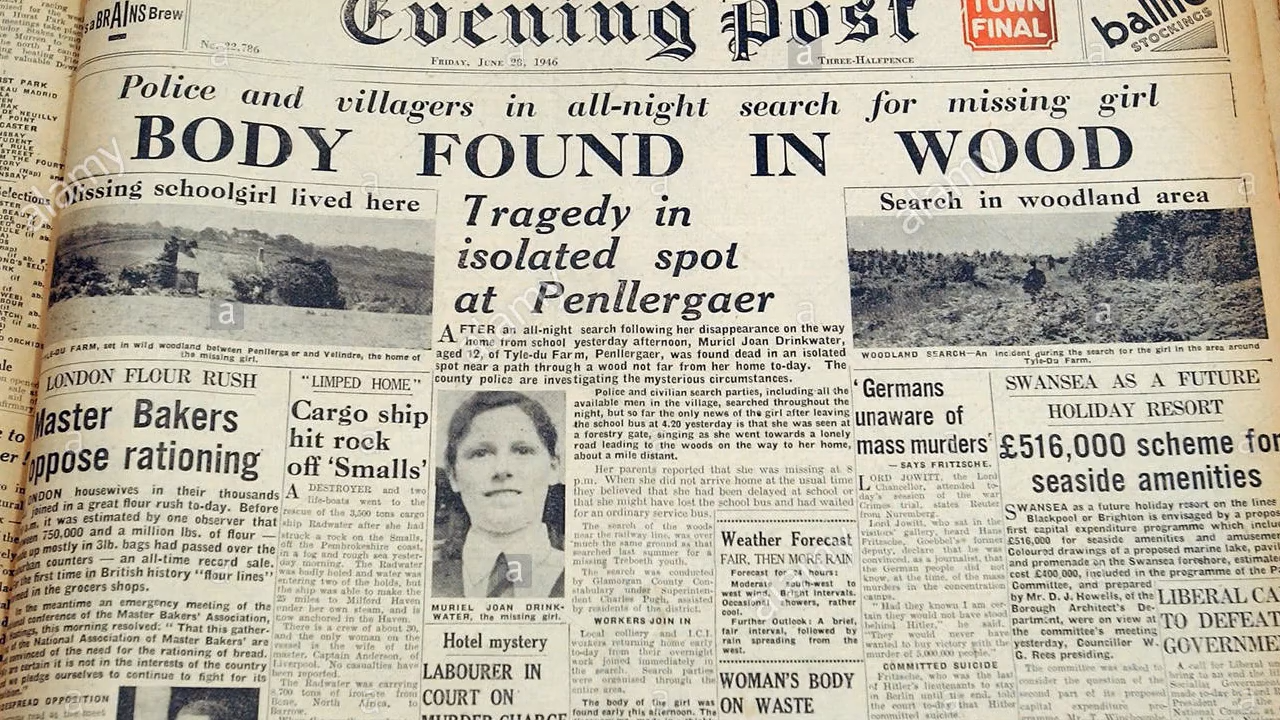 BRAINS Brew
Evening Post
TOWN
FINAL
STOCKINGS
No. 22,786
FRIDAY, JUNE 28, 1946
THREE-HALFPENCE
Police and villagers in all-night search for missing girl
BODY FOUND IN WOOD
Missing schoolgirl lived here
TYLE-DU FARM, set in wild woodland between Penllergaer and Velindre, the home of
the missing girl.
Tragedy in
isolated spot
at Penllergaer
AFTER an all-night search following her disappearance on the way
home from school yesterday afternoon, Muriel Joan Drinkwater,
aged 12, of Tyle-du Farm, Penllergaer, was found dead in an isolated
spot near a path through a wood not far from her home to-day. The
county police are investigating the mysterious circumstances.
Police and civilian search parties, including all the
available men in the village, searched throughout the
night, but so far the only news of the girl after leaving
the school bus at 4.20 yesterday is that she was seen at
a forestry gate, singing as she went towards a lonely
road leading to the woods on the way to her home,
about a mile distant.
Her parents reported that she was missing at 8
p.m. When she did not arrive home at the usual time
they believed that she had been delayed at school or
that she might have lost the school bus and had waited
for an ordinary service bus.
The search of the woods
near the railway line, was over
much the same ground as that
searched last summer for a
missing Treboeth youth.
The search was conducted
by Glamorgan County Con-
stabulary under Superinten-
dent Charles Pugh, assisted
by residents of the district.
WORKERS JOIN IN
Local colliery and I.C.I.
workers returning home early
today from their overnight
work joined immediately in
the search. Search parties
were organised through the
entire area.
The body of the girl was
found early this afternoon. The
MURIEL JOAN DRINK-
WATER, the missing girl.
Hotel mystery
LABOURER IN
COURT ON
MURDER CHARGE
Weather Forecast
FAIR, THEN MORE RAIN
Forecast for 24 hours:
Moderate south-west to
west wind. Bright intervals.
Occasional showers, rather
cool.
Further Outlook: A brief,
fair interval, followed by
rain spreading from the
west.
WOMAN'S BODY
ON WASTE
Search in woodland area
WOODLAND SEARCH—An incident during the search for the girl in the area around
Tyle-Du Farm.
LONDON FLOUR RUSH
Master Bakers
oppose rationing
LONDON housewives in their thousands
joined in a great flour rush to-day. Before
it was estimated by one observer that
750,000 and a million lbs. of flour —
up mostly in 3lb. bags had passed over the
counters — an all-time record sale.
the first time in British history "flour lines"
in the grocers shops.
the meantime an emergency meeting of the
conference of the Master Bakers' Association,
this morning resolved: "That this gather-
of the National Association of Master Bakers' are
convinced of the need for the rationing of bread.
certain it is not in the interests of the country
we pledge ourselves to continue to fight for its
OPPOSITION
"LIMPED HOME"
Cargo ship
hit rock
off 'Smalls'
A DESTROYER and two
life-boats went to the
rescue of the 3,500 tons cargo
ship Radwater after she had
struck a rock on the Smalls,
off the Pembrokeshire coast,
in a fog and rough sea yester-
day morning. The Radwater
was badly holed and water was
entering two of the holds, but
the ship was able to make the
miles to Milford Haven
under her own steam, and is
now anchored in the Haven.
There is a crew of about 30,
and the only woman on the
vessel is the wife of the
master, Captain Anderson, of
Liverpool. No casualties have
been reported.
The Radwater was carrying
8,700 tons of iron-ore from
Bone, North Africa, to
Barrow.
'Germans
unaware of
mass murders'
—SAYS FRITZSCHE.
LORD JOWITT, the Lord
Chancellor, attended to-
day's session of the war
Crimes trial, states Reuter
from Nuremberg.
Lord Jowitt, who sat in the
visitors' gallery, heard Hans
Fritzsche, Goebbel's former
deputy, declare that he was
convinced, as a journalist, that
the German people did not
know, at the time, of the mass
murders or the concentration
camps.
"Had they known I am cer-
tain they would not have stood
behind Hitler," he said.
"They would never have
wanted to buy victory with the
murder of 5,000,000 people."
COMMITTED SUICIDE
Fritzsche, who was the last
of Hitler's lieutenants to stay
in Berlin until the end, told
the court to-day that Hitler
committed suicide.
SWANSEA AS A FUTURE
HOLIDAY RESORT
£516,000 scheme for
seaside amenities
SWANSEA as a future holiday resort on the lines
Blackpool or Brighton is envisaged by a propos
first capital expenditure programme which inclu
£516,000 for seaside amenities and amusemen
Coloured drawings of a proposed marine lake, pavil
and promenade on the Swansea foreshore, estimat
cost £400,000, included in the programme of the P
Committee, and prepared
by Mr. D. J. Howells, of the
Borough Architect's De-
partment, were on view at
the committee's meeting
yesterday, Councillor W.
G. Rees presiding.
The committee was asked to
consider the question of the
second part of its proposed
capital expenditure pro-
LIBERAL CA
TO DEFEAT
GOVERNME
A call for Liberal un
alamy